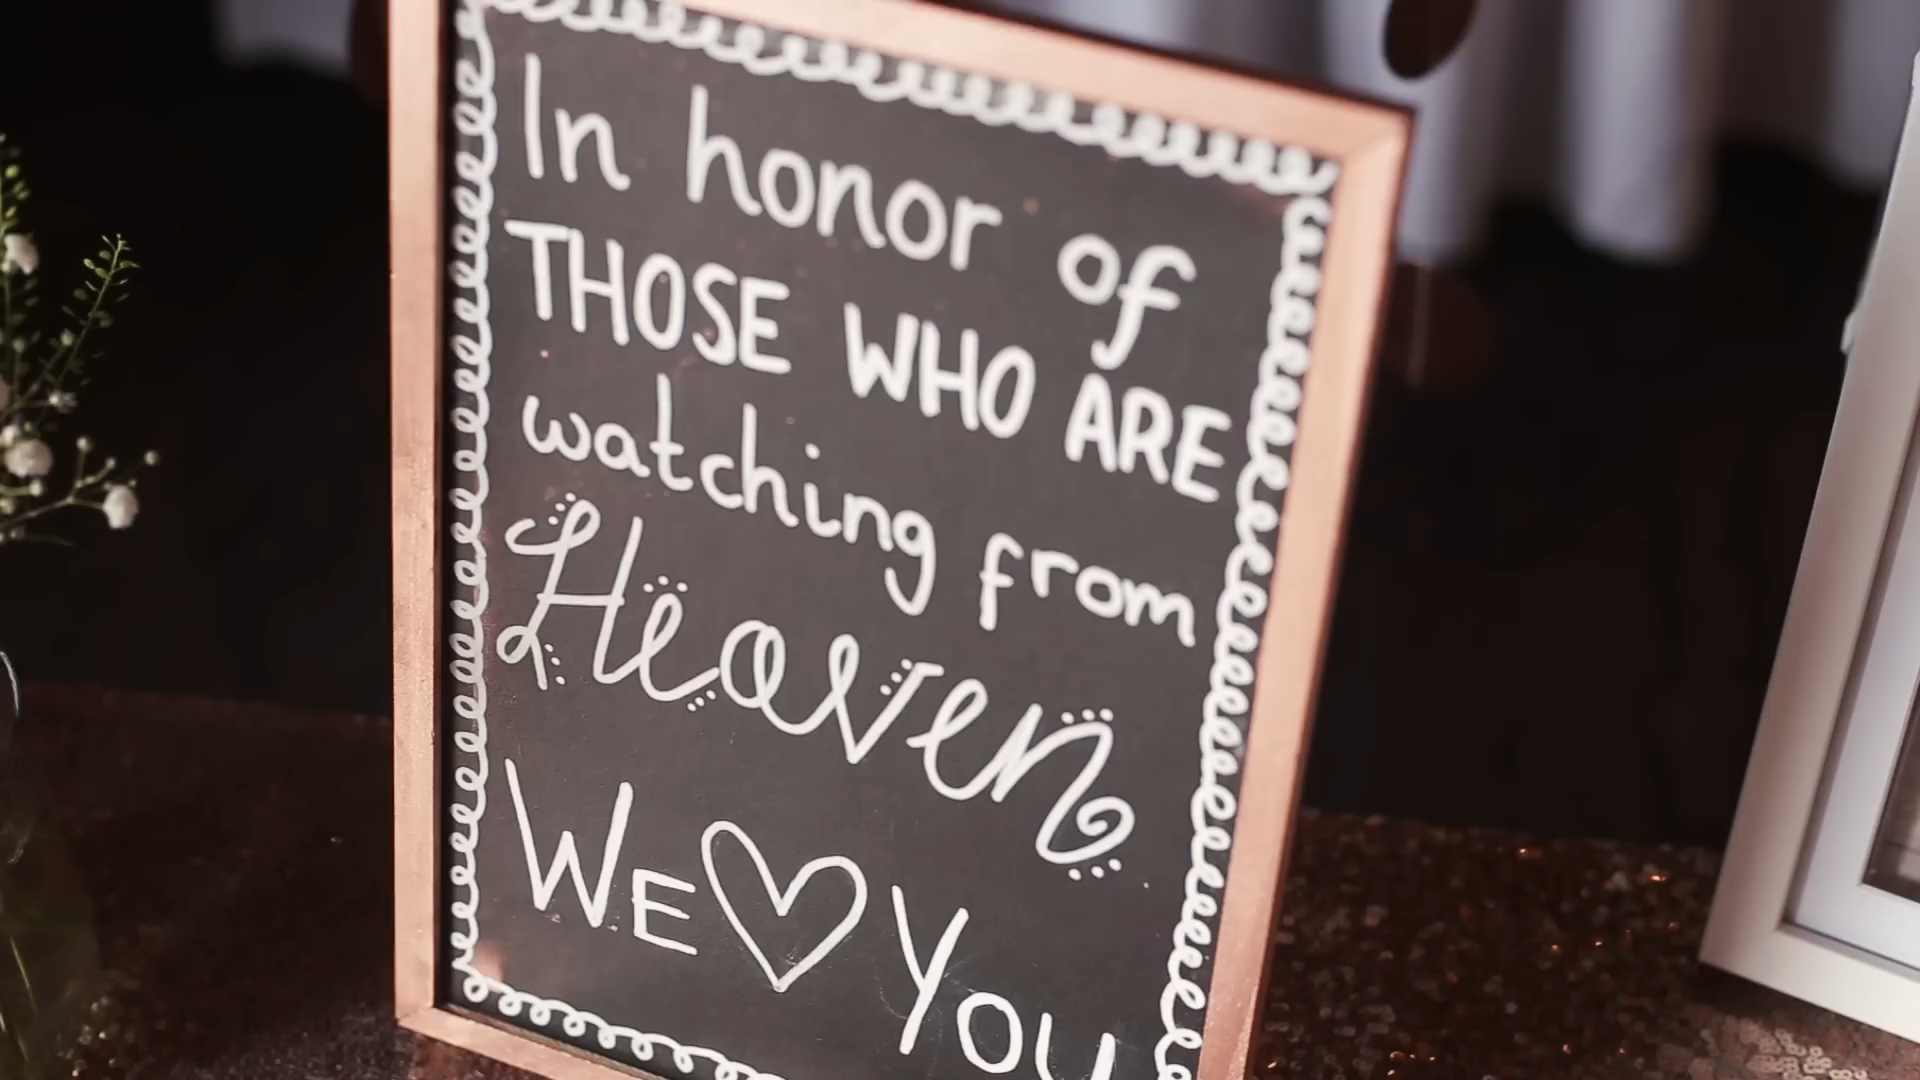 In honor of
THOSE WHO ARE
watching from
Heaven
WE ♡ You